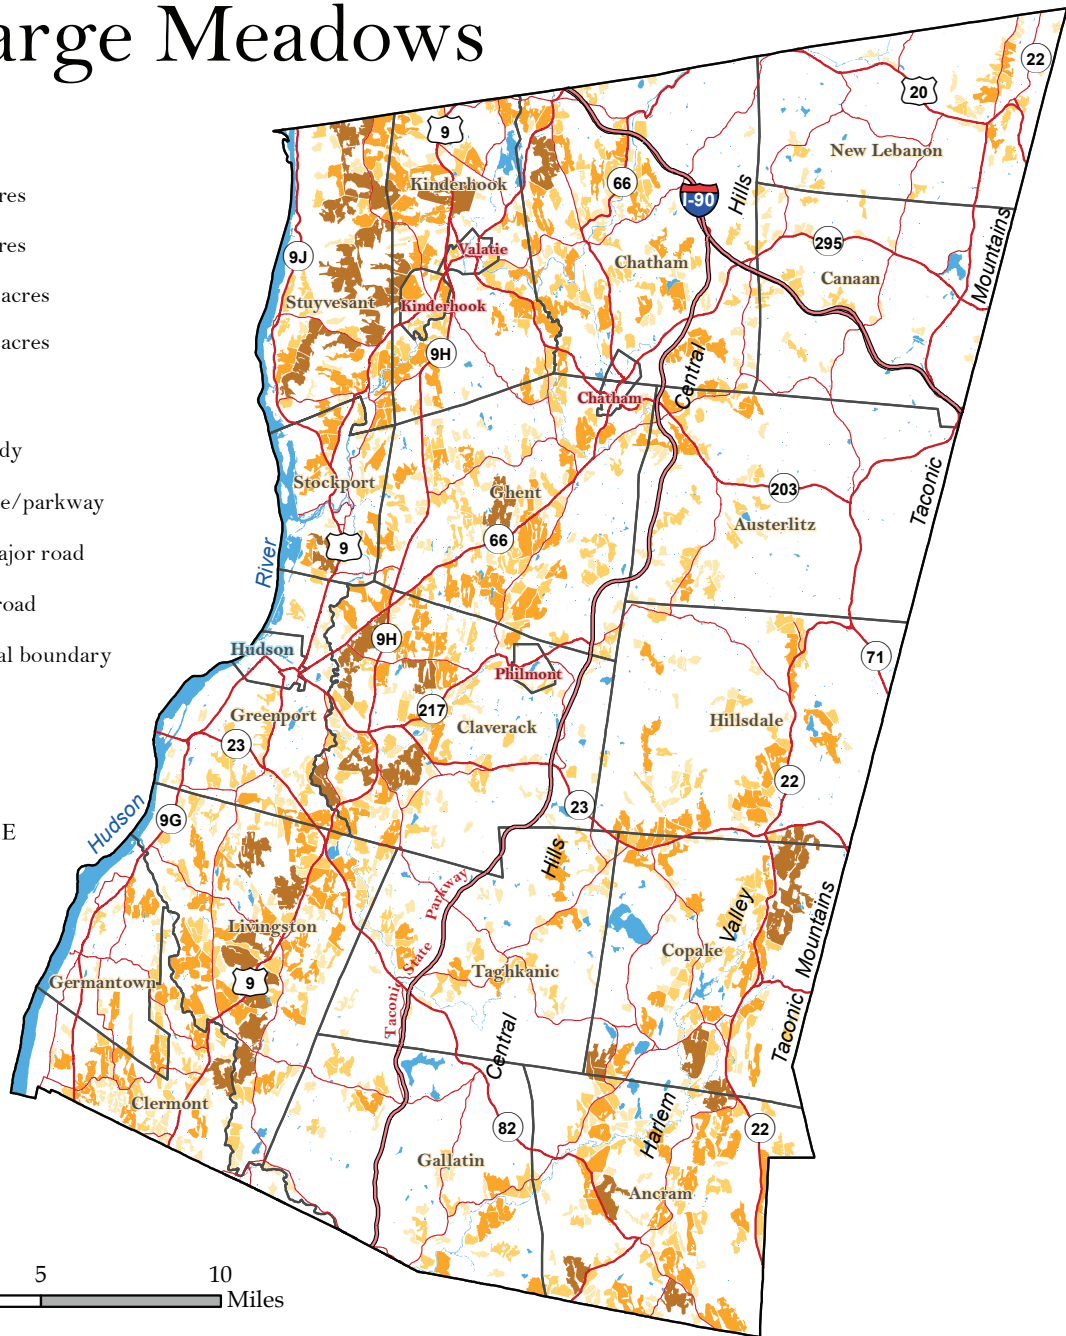 arge Meadows
22
20
9
New Labanon
res
Kinderhook
66
I-90
Hills
res
Valatie
295
Mountains
9J
Chatham
Canaan
acres
Stuyvesant
Kinderhook
acres
9H
Central
Chatham
dy
Stockport
Ghent
203
Taconic
e/parkway
Austerlitz
66
9
ajor road
River
road
9H
Hudson
al boundary
71
Philmont
217
Greenport
Claverack
Hillsdale
23
22
23
9G
Hudson
E
Hills
Parkway
Valley
Mountains
Livingston
State
Copake
Taghkanic
Germantown
9
Taconic
Central
Taconic
Clermont
Harlem
82
22
Gallatin
Ancram
5
10
Miles